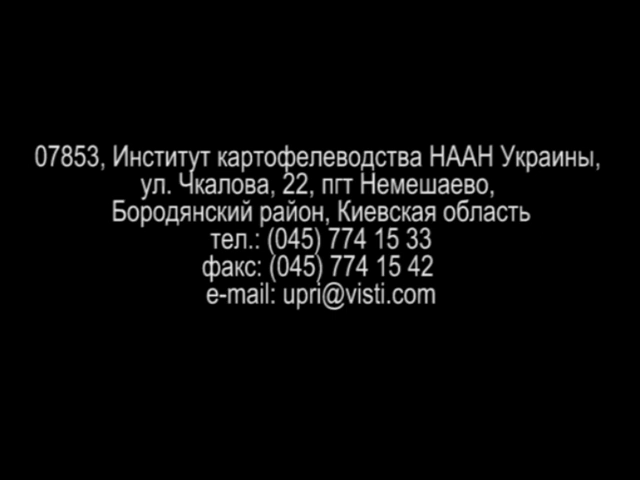 07853, Институт картофелеводства НААН Украины,
ул. Чкалова, 22, пгт Немешаево,
Бородянский район, Киевская область
тел.: (045) 774 15 33
факс: (045) 774 15 42
e-mail: upri@visti.com